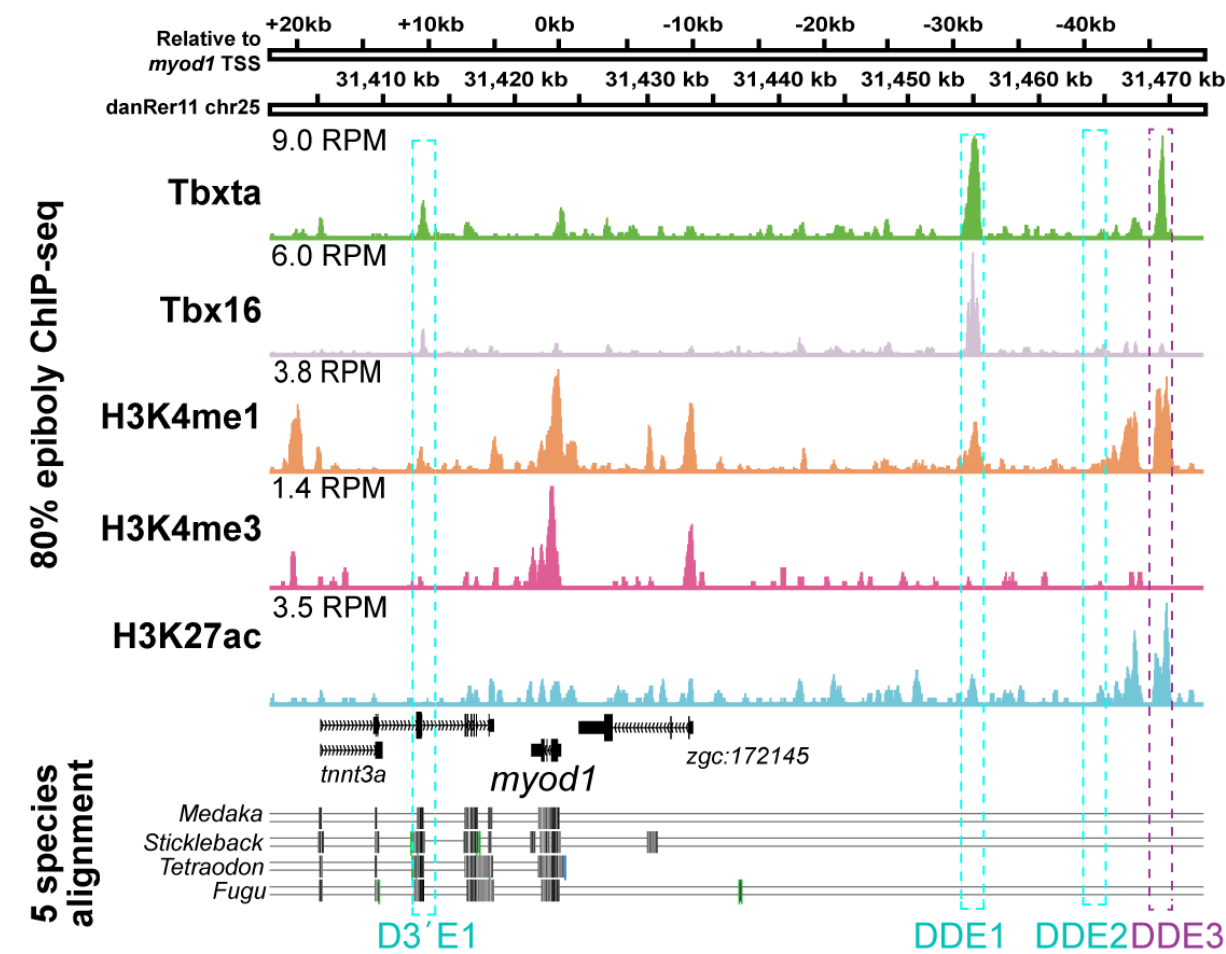 +20kb +10kb 0kb -10kb -20kb -30kb -40kb
Relative to
myod1 TSS
31,410 kb 31,420 kb 31,430 kb 31,440 kb 31,450 kb 31,460 kb 31,470 kb
danRer11 chr25
80% epiboly ChIP-seq
9.0 RPM
Tbxta
6.0 RPM
Tbx16
3.8 RPM
H3K4me1
1.4 RPM
H3K4me3
3.5 RPM
H3K27ac
tnnt3a
myod1
zgc:172145
5 species
alignment
Medaka
Stickleback
Tetraodon
Fugu
D3´E1 DDE1 DDE2 DDE3